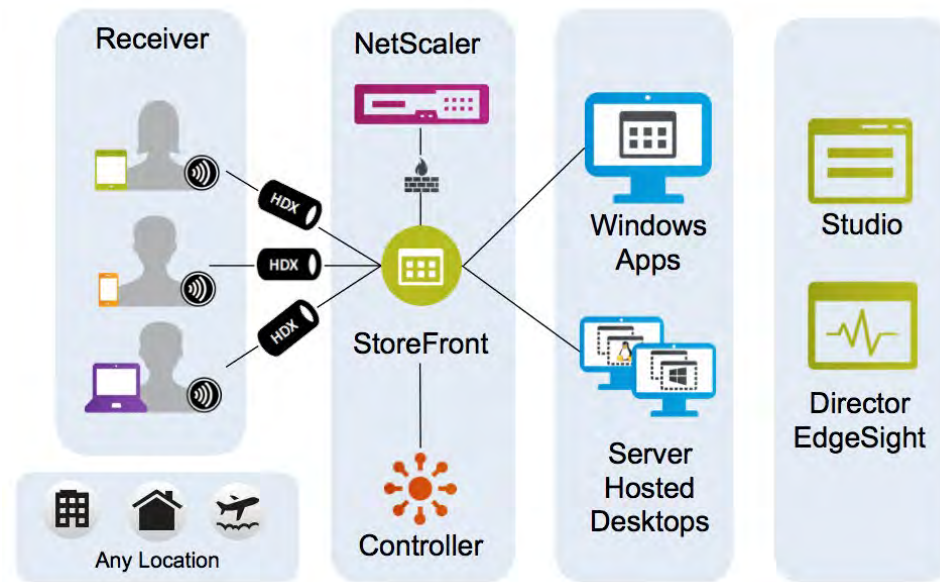 Receiver
HDX
HDX
HDX
Any Location
NetScaler
StoreFront
Controller
Windows
Apps
Server
Hosted
Desktops
Studio
Director
EdgeSight